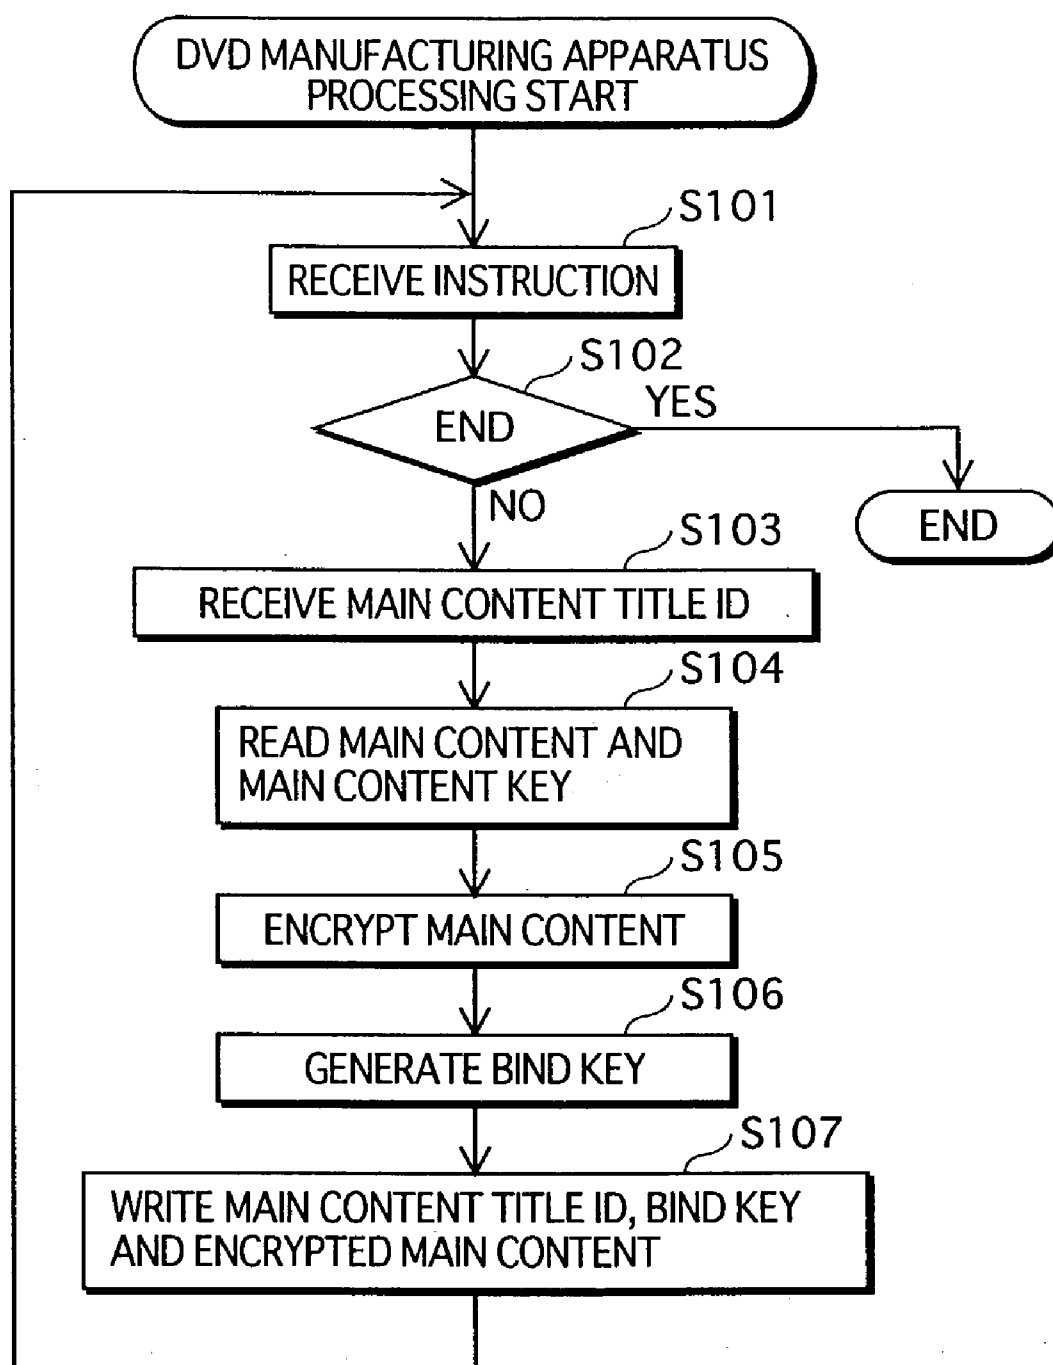 DVD MANUFACTURING APPARATUS
PROCESSING START
S101
RECEIVE INSTRUCTION
S102
END
YES
NO
END
S103
RECEIVE MAIN CONTENT TITLE ID
S104
READ MAIN CONTENT AND
MAIN CONTENT KEY
S105
ENCRYPT MAIN CONTENT
S106
GENERATE BIND KEY
S107
WRITE MAIN CONTENT TITLE ID, BIND KEY
AND ENCRYPTED MAIN CONTENT